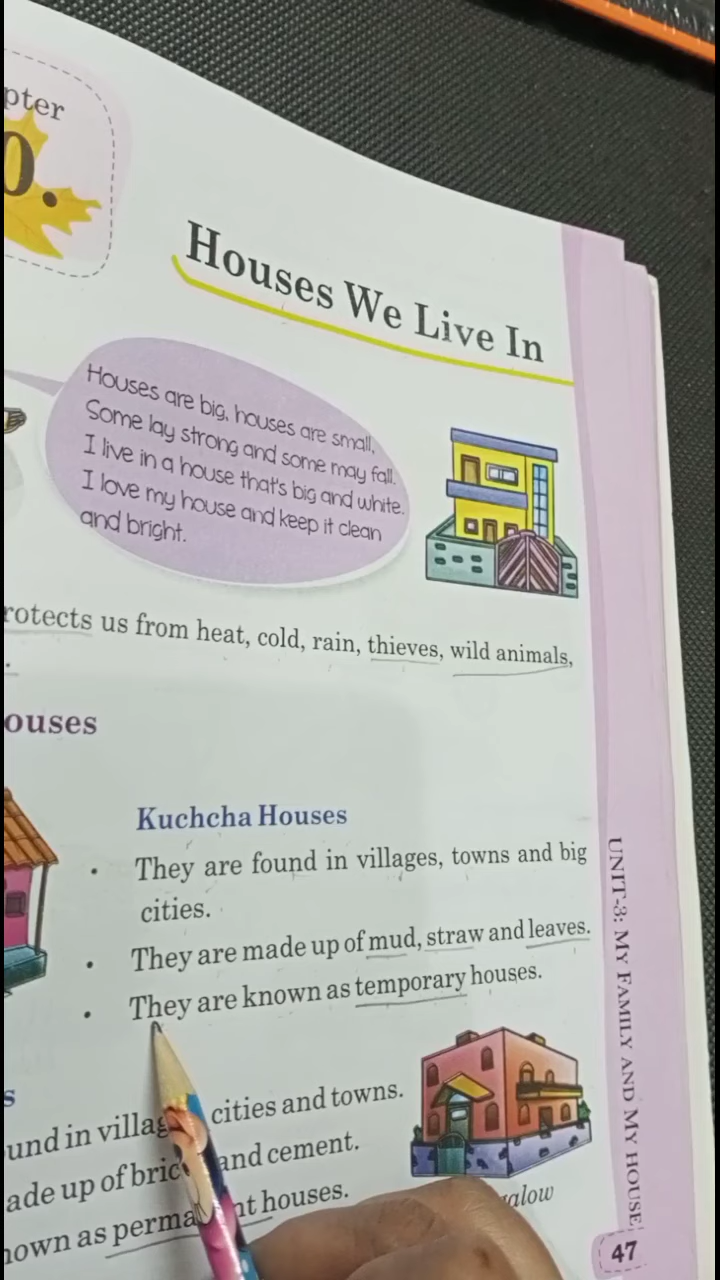 pter
0.
Houses We Live In
Houses are big, houses are small,
Some lay strong and some may fall.
I live in a house that's big and white.
I love my house and keep it clean
and bright.
rotects us from heat, cold, rain, thieves, wild animals,
ouses
Kuchcha Houses
• They are found in villages, towns and big
cities.
• They are made up of mud, straw and leaves.
• They are known as temporary houses.
s
und in villag cities and towns.
ade up of bric and cement.
nown as perma nt houses.
alow
UNIT-3: MY FAMILY AND MY HOUSE
47